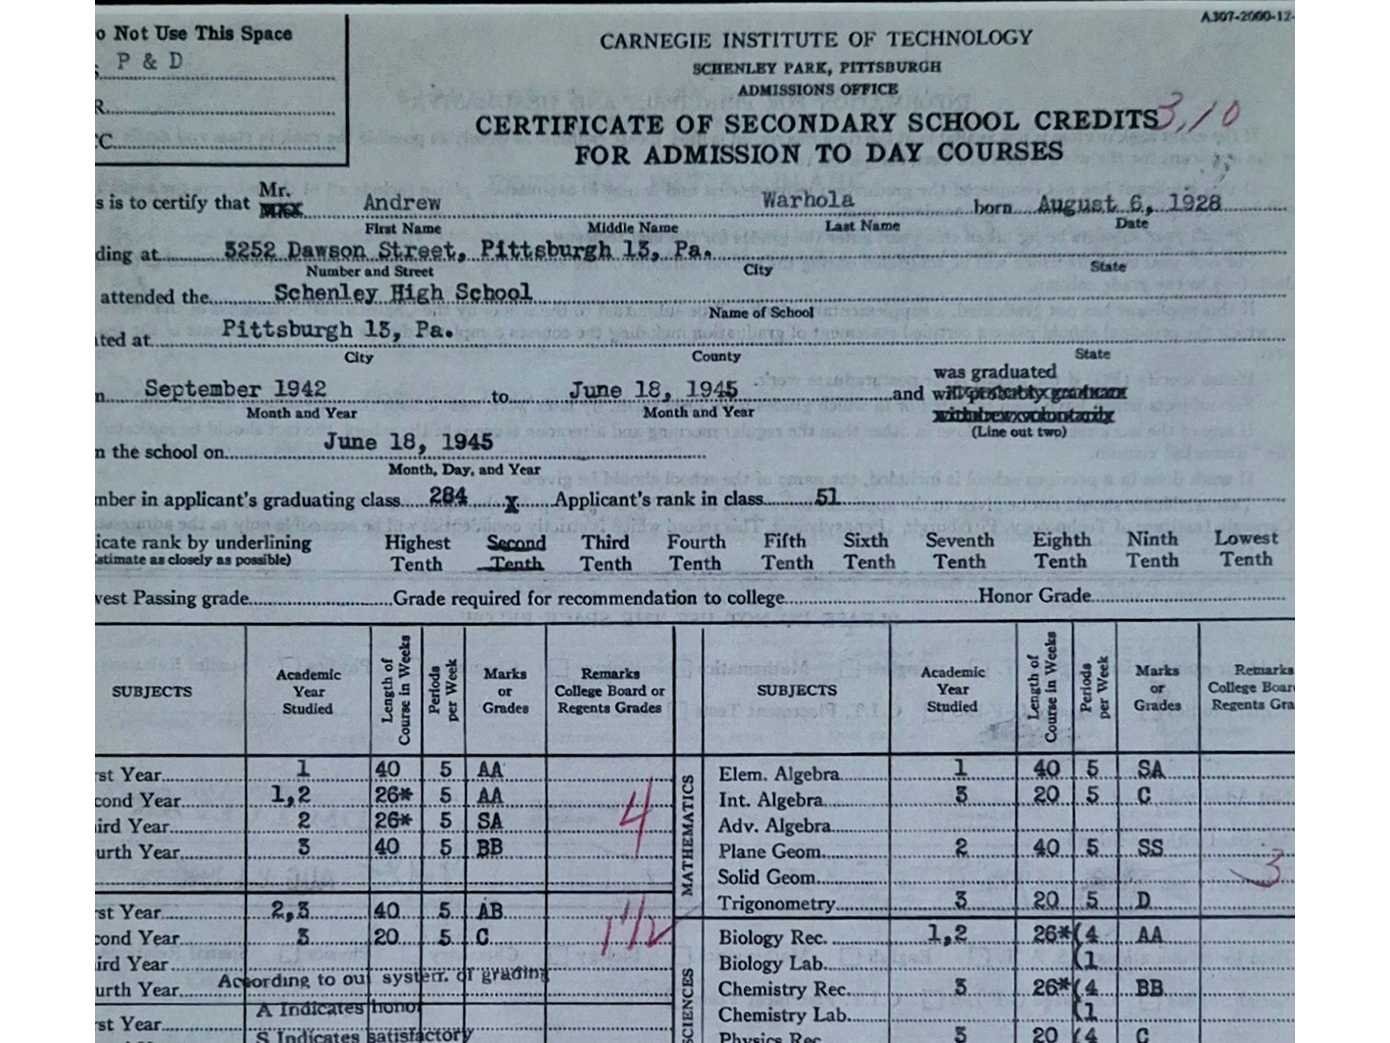 o Not Use This Space
P & D
R.
C.
A307-2000-12-
CARNEGIE INSTITUTE OF TECHNOLOGY
SCHENLEY PARK, PITTSBURGH
ADMISSIONS OFFICE
CERTIFICATE OF SECONDARY SCHOOL CREDITS 3.10
FOR ADMISSION TO DAY COURSES
Mr.
s is to certify that Andrew Warhola born August 6, 1928
First Name Middle Name Last Name Date
ding at 3252 Dawson Street, Pittsburgh 13, Pa.
Number and Street City State
attended the Schenley High School
Name of School
ted at Pittsburgh 13, Pa.
City County State
was graduated
n September 1942 to June 18, 1945 and will probably graduate
Month and Year Month and Year
(Line out two)
n the school on June 18, 1945
Month, Day, and Year
mber in applicant's graduating class 284 x Applicant's rank in class 51
icate rank by underlining Highest Second Third Fourth Fifth Sixth Seventh Eighth Ninth Lowest
stimate as closely as possible) Tenth Tenth Tenth Tenth Tenth Tenth Tenth Tenth Tenth Tenth
vest Passing grade Grade required for recommendation to college Honor Grade
SUBJECTS Academic Year Studied Length of Course in Weeks Periods per Week Marks or Grades Remarks College Board or Regents Grades
rst Year 1 40 5 AA
cond Year 1,2 26* 5 AA
ird Year 2 26* 5 SA
urth Year 3 40 5 BB
4
rst Year 2,3 40 5 AB
cond Year 3 20 5 C
1 1/2
ird Year
urth Year
According to our system of grading
A Indicates honor
rst Year
S Indicates satisfactory
SUBJECTS Academic Year Studied Length of Course in Weeks Periods per Week Marks or Grades Remarks College Boar Regents Gra
MATHEMATICS
Elem. Algebra 1 40 5 SA
Int. Algebra 3 20 5 C
Adv. Algebra
Plane Geom. 2 40 5 SS
Solid Geom.
3
Trigonometry 3 20 5 D
SCIENCES
Biology Rec. 1,2 26* (4 AA
Biology Lab. (1
Chemistry Rec. 3 26* (4 BB
Chemistry Lab. (1
Physics Rec. 3 20 (4 C